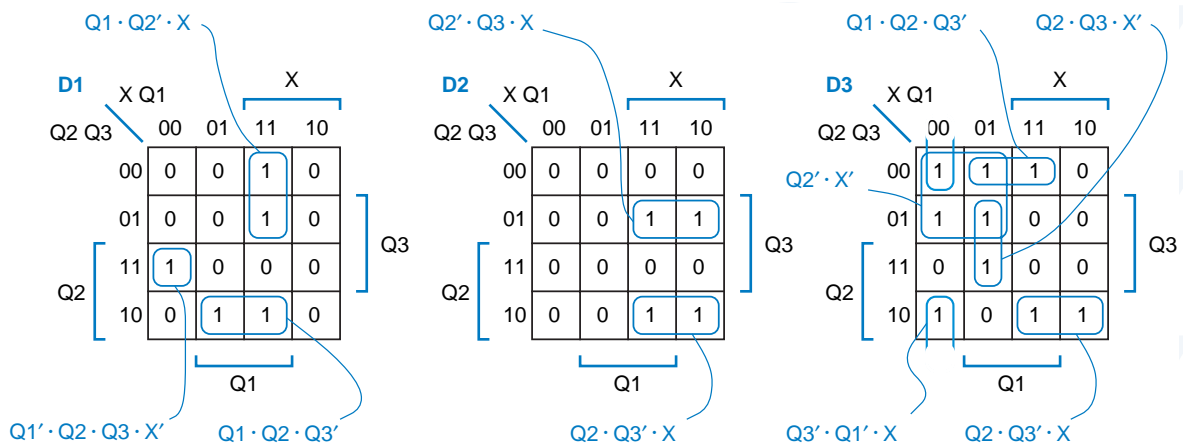 Q1 · Q2′ · X
Q2′ · Q3 · X
Q1 · Q2 · Q3′
Q2 · Q3 · X′
D1
X Q1
X
Q2 Q3
00 01 11 10
00 0 0 1 0
01 0 0 1 0
11 1 0 0 0
10 0 1 1 0
Q2
Q3
Q1
Q1′ · Q2 · Q3 · X′
Q1 · Q2 · Q3′
D2
X Q1
X
Q2 Q3
00 01 11 10
00 0 0 0 0
01 0 0 1 1
11 0 0 0 0
10 0 0 1 1
Q2
Q3
Q1
Q2 · Q3′ · X
D3
X Q1
X
Q2 Q3
00 01 11 10
Q2′ · X′
00 1 1 1 0
01 1 1 0 0
11 0 1 0 0
10 1 0 1 1
Q2
Q3
Q1
Q3′ · Q1′ · X
Q2 · Q3′ · X